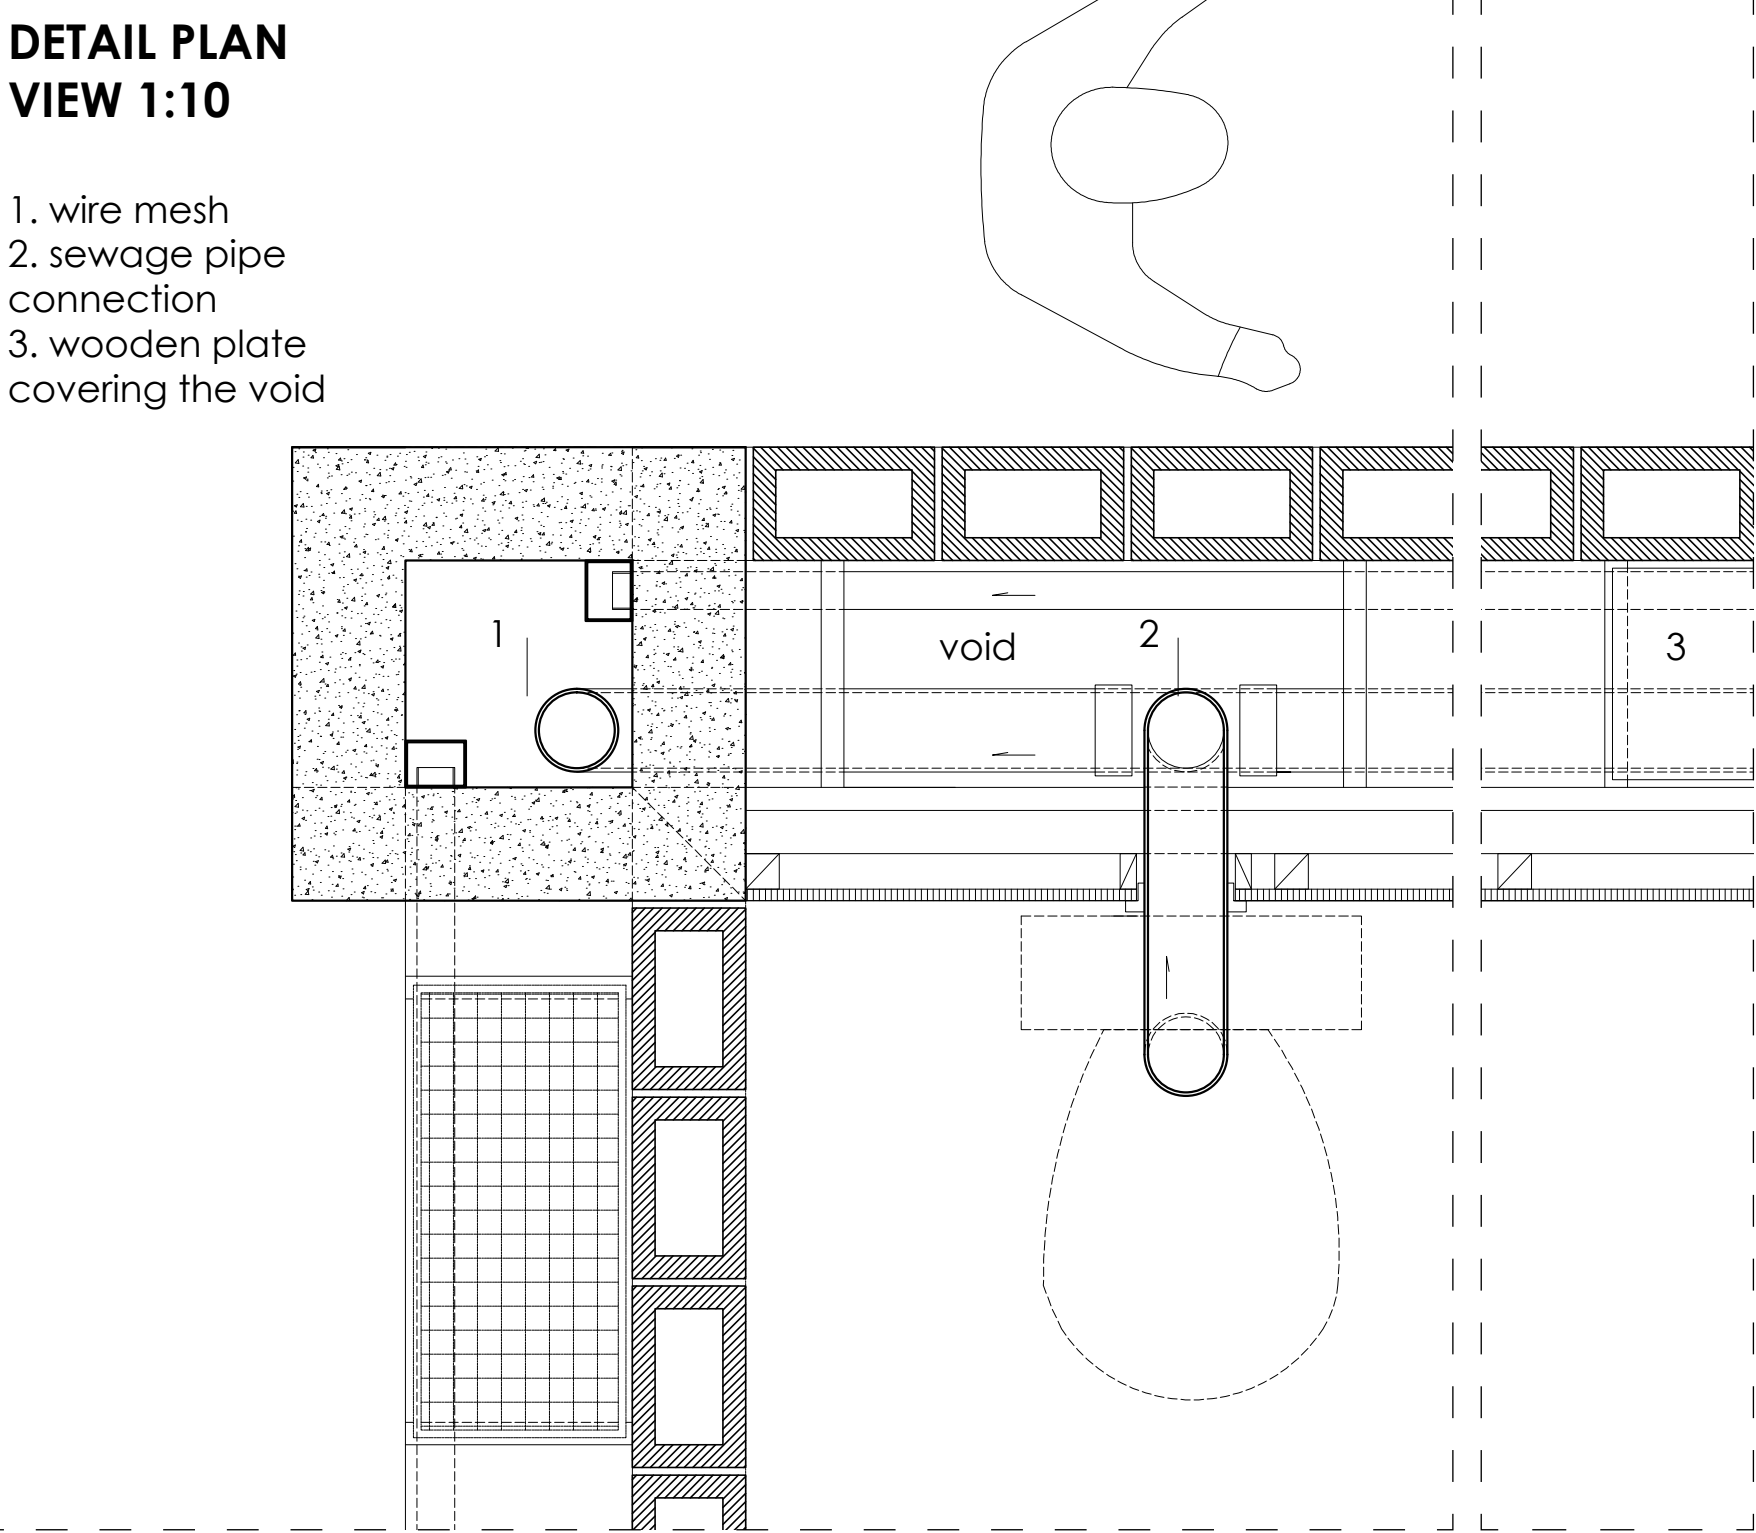 DETAIL PLAN
VIEW 1:10
1. wire mesh
2. sewage pipe
connection
3. wooden plate
covering the void
1
void
2
3